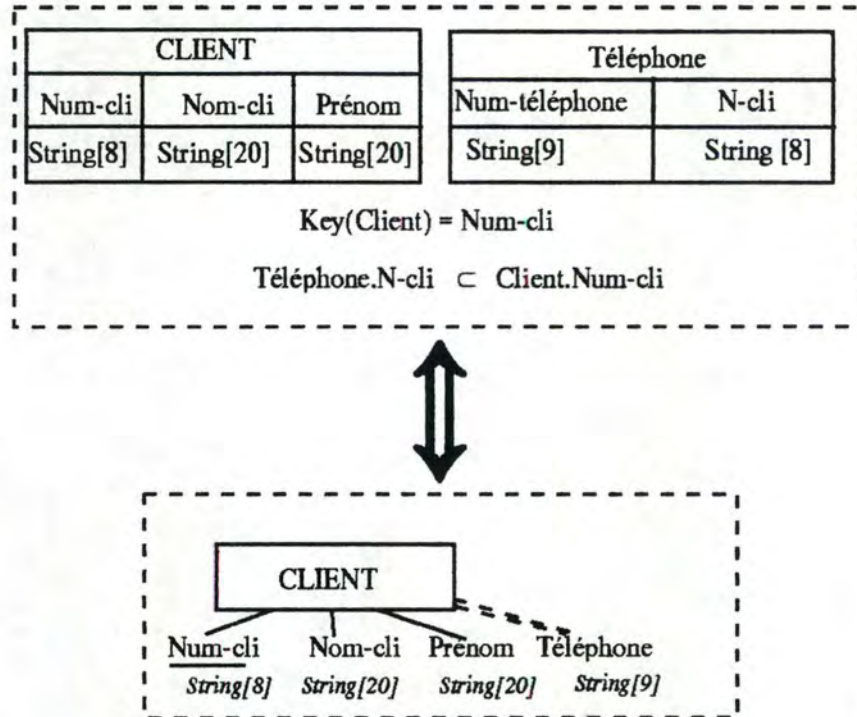 CLIENT Téléphone
Num-cli Nom-cli Prénom Num-téléphone N-cli
String[8] String[20] String[20] String[9] String [8]
Key(Client) = Num-cli
Téléphone.N-cli ⊂ Client.Num-cli
CLIENT
Num-cli Nom-cli Prénom Téléphone
String[8] String[20] String[20] String[9]